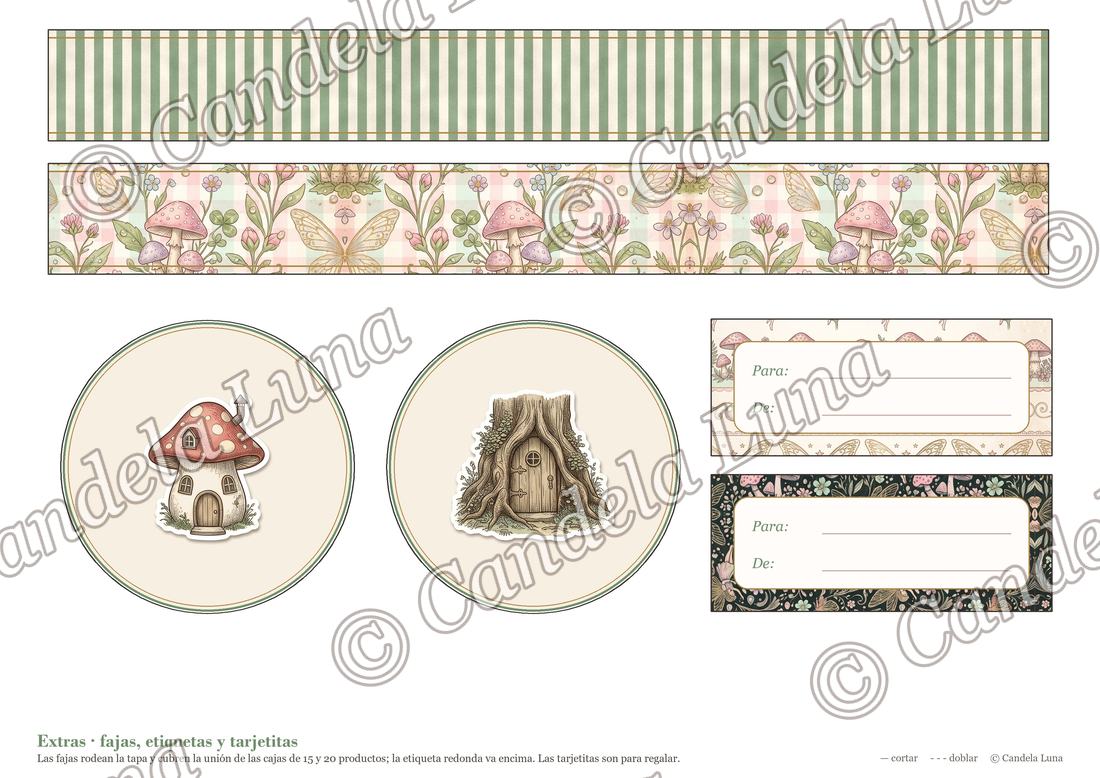 © Candela Luna
© Candela Luna
© Candela Luna
© Candela Luna
Para:
De:
Para:
De:
Extras · fajas, etiquetas y tarjetitas
Las fajas rodean la tapa y cubren la unión de las cajas de 15 y 20 productos; la etiqueta redonda va encima. Las tarjetitas son para regalar.
— cortar - - - doblar © Candela Luna